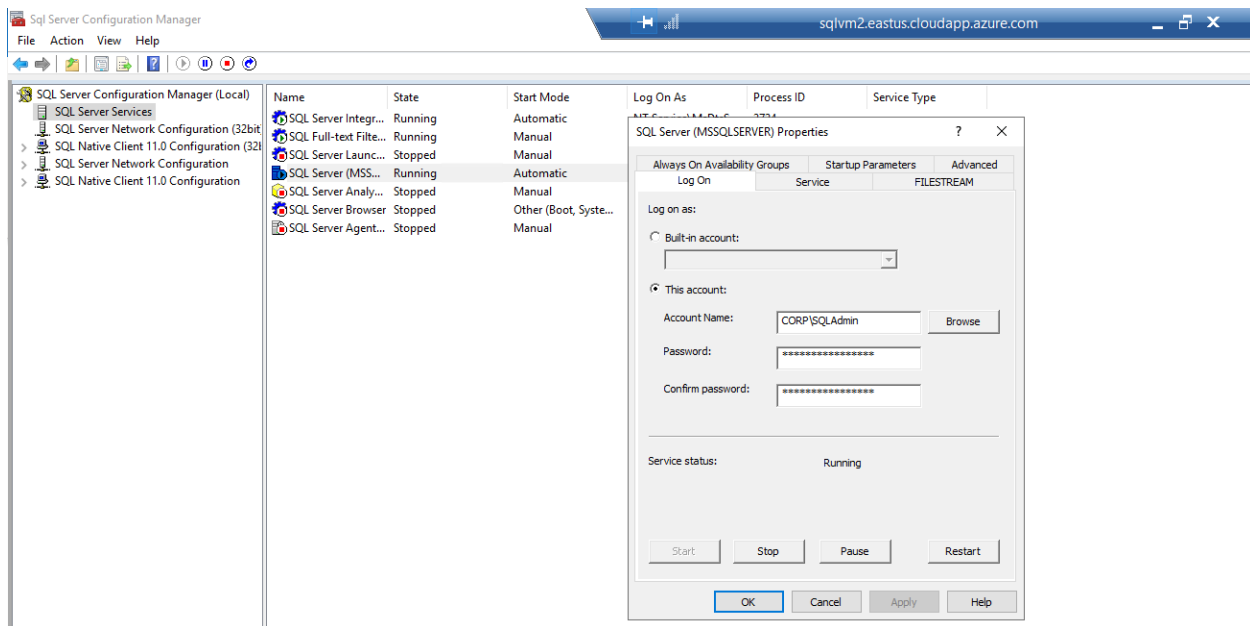 Sql Server Configuration Manager
sqlvm2.eastus.cloudapp.azure.com
File Action View Help
SQL Server Configuration Manager (Local)
SQL Server Services
SQL Server Network Configuration (32bit
SQL Native Client 11.0 Configuration (32b
SQL Server Network Configuration
SQL Native Client 11.0 Configuration
Name State Start Mode Log On As Process ID Service Type
SQL Server Integr... Running Automatic
SQL Full-text Filte... Running Manual
SQL Server Launc... Stopped Manual
SQL Server (MSS... Running Automatic
SQL Server Analy... Stopped Manual
SQL Server Browser Stopped Other (Boot, Syste...
SQL Server Agent... Stopped Manual
SQL Server (MSSQLSERVER) Properties ? X
Always On Availability Groups Startup Parameters Advanced
Log On Service FILESTREAM
Log on as:
Built-in account:
This account:
Account Name: CORP\SQLAdmin Browse
Password: ****************
Confirm password: ****************
Service status: Running
Start Stop Pause Restart
OK Cancel Apply Help